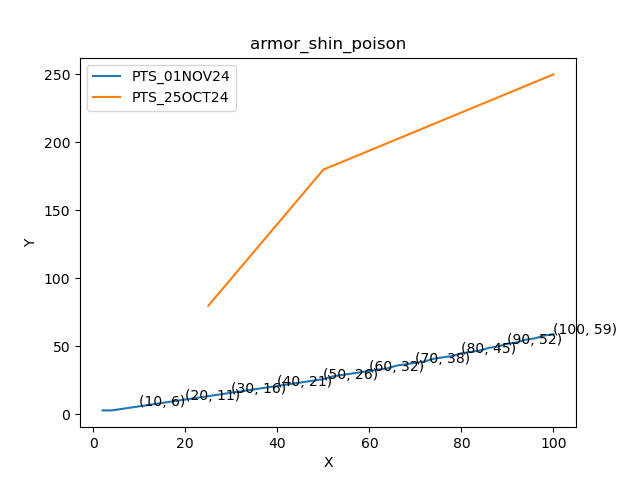 armor_shin_poison
PTS_01NOV24
PTS_25OCT24
250
200
150
100
50
0
Y
(10, 6)
(20, 11)
(30, 16)
(40, 21)
(50, 26)
(60, 32)
(70, 38)
(80, 45)
(90, 52)
(100, 59)
0 20 40 60 80 100
X